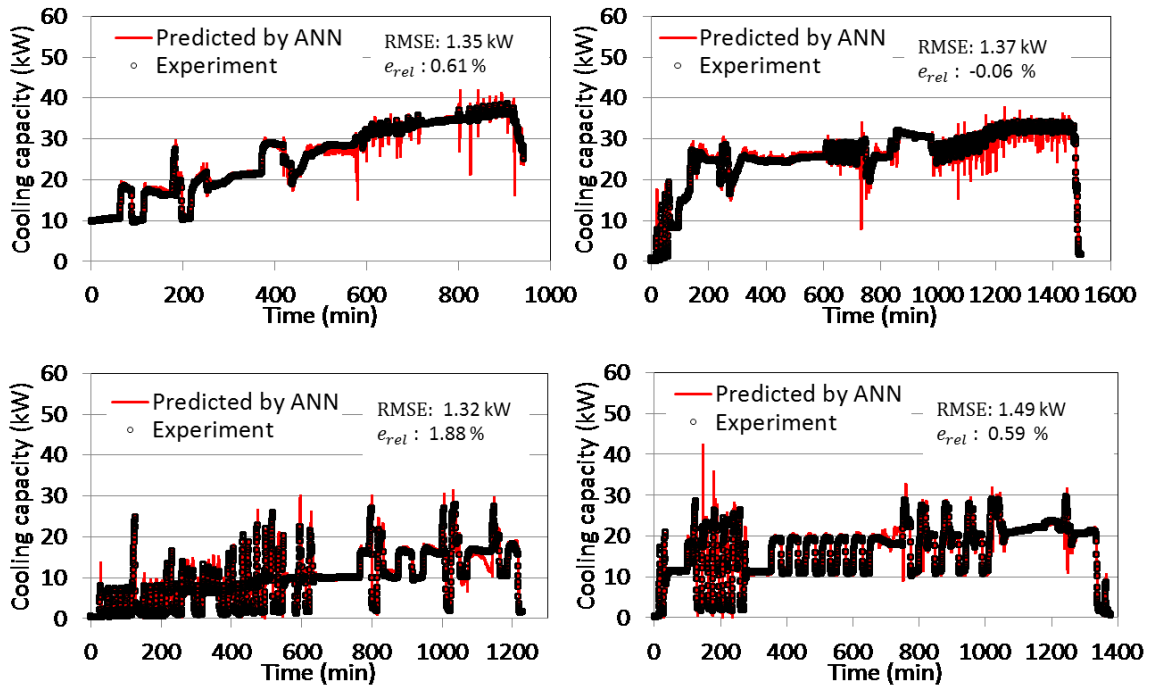 60
50
40
30
20
10
0
Cooling capacity (kW)
Predicted by ANN
Experiment
RMSE: 1.35 kW
e_rel : 0.61 %
0 200 400 600 800 1000
Time (min)
60
50
40
30
20
10
0
Cooling capacity (kW)
Predicted by ANN
Experiment
RMSE: 1.37 kW
e_rel : -0.06 %
0 200 400 600 800 1000 1200 1400 1600
Time (min)
60
50
40
30
20
10
0
Cooling capacity (kW)
Predicted by ANN
Experiment
RMSE: 1.32 kW
e_rel : 1.88 %
0 200 400 600 800 1000 1200
Time (min)
60
50
40
30
20
10
0
Cooling capacity (kW)
Predicted by ANN
Experiment
RMSE: 1.49 kW
e_rel : 0.59 %
0 200 400 600 800 1000 1200 1400
Time (min)